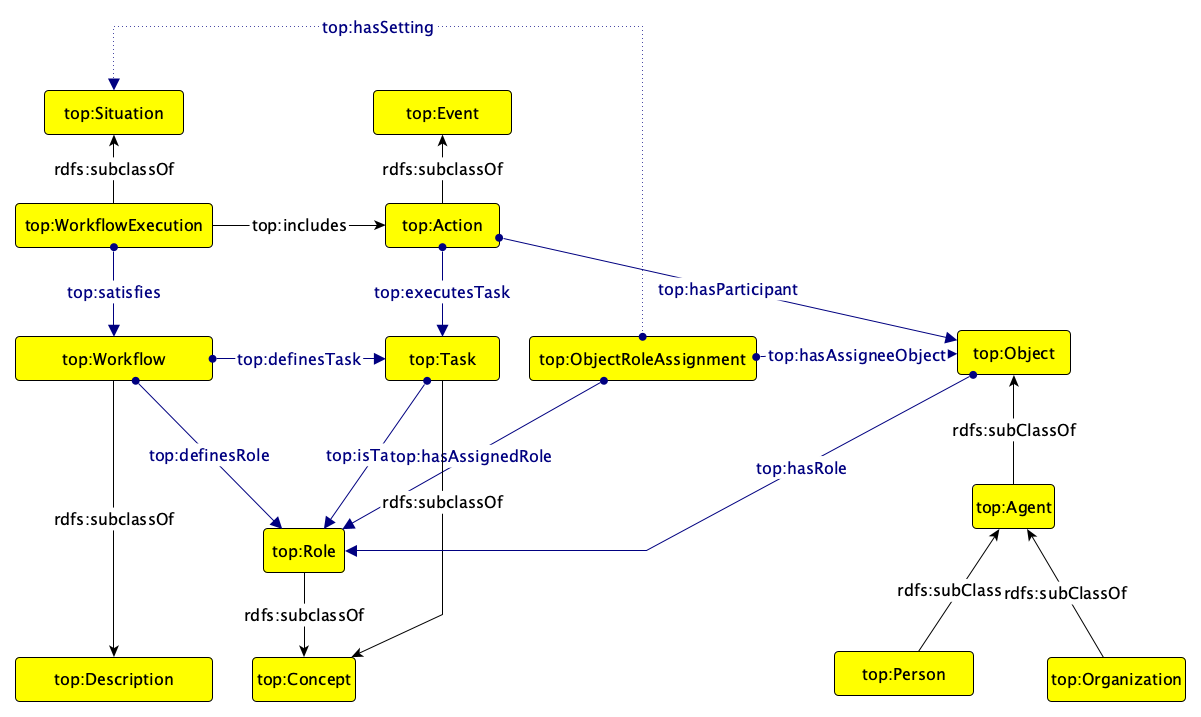 top:hasSetting
top:Situation
top:Event
rdfs:subclassOf
rdfs:subclassOf
top:WorkflowExecution
top:includes
top:Action
top:satisfies
top:executesTask
top:hasParticipant
top:Workflow
top:definesTask
top:Task
top:ObjectRoleAssignment
top:hasAssigneeObject
top:Object
rdfs:subClassOf
top:definesRole
top:isTa
top:hasAssignedRole
top:hasRole
rdfs:subclassOf
top:Agent
rdfs:subclassOf
top:Role
rdfs:subClass
rdfs:subClassOf
rdfs:subclassOf
top:Description
top:Concept
top:Person
top:Organization